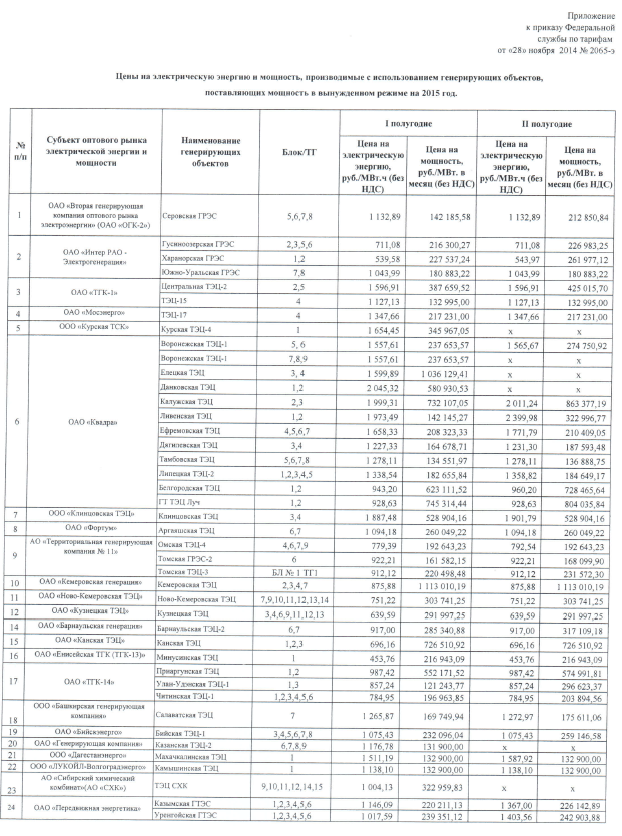 Приложение
к приказу Федеральной
службы по тарифам
от «28» ноября 2014 № 2065-э
Цены на электрическую энергию и мощность, производимые с использованием генерирующих объектов,
поставляющих мощность в вынужденном режиме на 2015 год.
№ п/п Субъект оптового рынка электрической энергии и мощности Наименование генерирующих объектов Блок/ТГ I полугодие II полугодие
Цена на электрическую энергию, руб./МВт.ч (без НДС) Цена на мощность, руб./МВт. в месяц (без НДС) Цена на электрическую энергию, руб./МВт.ч (без НДС) Цена на мощность, руб./МВт. в месяц (без НДС)
1 ОАО «Вторая генерирующая компания оптового рынка электроэнергии» (ОАО «ОГК-2») Серовская ГРЭС 5,6,7,8 1 132,89 142 185,58 1 132,89 212 850,84
2 ОАО «Интер РАО - Электрогенерация» Гусиноозерская ГРЭС 2,3,5,6 711,08 216 300,27 711,08 226 983,25
Харанорская ГРЭС 1,2 539,58 227 537,24 543,97 261 977,12
Южно-Уральская ГРЭС 7,8 1 043,99 180 883,22 1 043,99 180 883,22
3 ОАО «ТГК-1» Центральная ТЭЦ-2 2,5 1 596,91 387 659,52 1 596,91 425 015,70
ТЭЦ-15 4 1 127,13 132 995,00 1 127,13 132 995,00
4 ОАО «Мосэнерго» ТЭЦ-17 4 1 347,66 217 231,00 1 347,66 217 231,00
5 ООО «Курская ТСК» Курская ТЭЦ-4 1 1 654,45 345 967,05 x x
6 ОАО «Квадра» Воронежская ТЭЦ-1 5, 6 1 557,61 237 653,57 1 565,67 274 750,92
Воронежская ТЭЦ-1 7,8,9 1 557,61 237 653,57 x x
Елецкая ТЭЦ 3, 4 1 599,89 1 036 129,41 x x
Данковская ТЭЦ 1,2 2 045,32 580 930,53 x x
Калужская ТЭЦ 2,3 1 999,31 732 107,05 2 011,24 863 377,19
Ливенская ТЭЦ 1,2 1 973,49 142 145,27 2 399,98 322 996,77
Ефремовская ТЭЦ 4,5,6,7 1 658,33 208 323,33 1 771,79 210 409,05
Дягилевская ТЭЦ 3,4 1 227,33 164 678,71 1 231,30 187 593,48
Тамбовская ТЭЦ 5,6,7,8 1 278,11 134 551,97 1 278,11 136 888,75
Липецкая ТЭЦ-2 1,2,3,4,5 1 338,54 182 655,84 1 358,82 184 649,17
Белгородская ТЭЦ 1,2 943,20 623 111,52 960,20 728 465,64
ГТ ТЭЦ Луч 1,2 928,63 745 314,44 928,63 804 035,84
7 ООО «Клинцовская ТЭЦ» Клинцовская ТЭЦ 3,4 1 887,48 528 904,16 1 901,79 528 904,16
8 ОАО «Фортум» Аргаяшская ТЭЦ 6,7 1 094,18 260 049,22 1 094,18 260 049,22
9 АО «Территориальная генерирующая компания № 11» Омская ТЭЦ-4 4,6,7,9 779,39 192 643,23 792,54 192 643,23
Томская ГРЭС-2 6 922,21 161 582,15 922,21 168 099,90
Томская ТЭЦ-3 БЛ № 1 ТГ1 912,12 220 498,48 912,12 231 572,30
10 ОАО «Кемеровская генерация» Кемеровская ТЭЦ 2,3,4,7 875,88 1 113 010,19 875,88 1 113 010,19
11 ОАО «Ново-Кемеровская ТЭЦ» Ново-Кемеровская ТЭЦ 7,9,10,11,12,13,14 751,22 303 741,25 751,22 303 741,25
12 ОАО «Кузнецкая ТЭЦ» Кузнецкая ТЭЦ 3,4,6,9,11,12,13 639,59 291 997,25 639,59 291 997,25
14 ОАО «Барнаульская генерация» Барнаульская ТЭЦ-2 6,7 917,00 285 340,88 917,00 317 109,18
15 ОАО «Канская ТЭЦ» Канская ТЭЦ 1,2,3 696,16 726 510,92 696,16 726 510,92
16 ОАО «Енисейская ТГК (ТГК-13)» Минусинская ТЭЦ 1 453,76 216 943,09 453,76 216 943,09
17 ОАО «ТГК-14» Приаргунская ТЭЦ 1,2 987,42 552 171,52 987,42 574 991,81
Улан-Удэнская ТЭЦ-1 1,3 857,24 121 243,77 857,24 296 623,37
Читинская ТЭЦ-1 1,2,3,4,5,6 784,95 196 963,85 784,95 203 894,56
18 ООО «Башкирская генерирующая компания» Салаватская ТЭЦ 7 1 265,87 169 749,94 1 272,97 175 611,06
19 ОАО «Бийскэнерго» Бийская ТЭЦ-1 3,4,5,6,7,8 1 075,43 232 096,04 1 075,43 259 146,58
20 ОАО «Генерирующая компания» Казанская ТЭЦ-2 6,7,8,9 1 176,78 131 900,00 x x
21 ООО «Дагестанэнерго» Махачкалинская ТЭЦ 1 1 511,19 132 900,00 1 587,92 132 900,00
22 ООО «ЛУКОЙЛ-Волгоградэнерго» Камышинская ТЭЦ 1 1 138,10 132 900,00 1 138,10 132 900,00
23 АО «Сибирский химический комбинат»(АО «СХК») ТЭЦ СХК 9,10,11,12,14,15 1 004,13 322 959,83 x x
24 ОАО «Передвижная энергетика» Казымская ГТЭС 1,2,3,4,5,6 1 146,09 220 211,13 1 367,00 226 142,89
Уренгойская ГТЭС 1,2,3,4,5,6 1 017,59 239 351,12 1 403,56 242 903,88